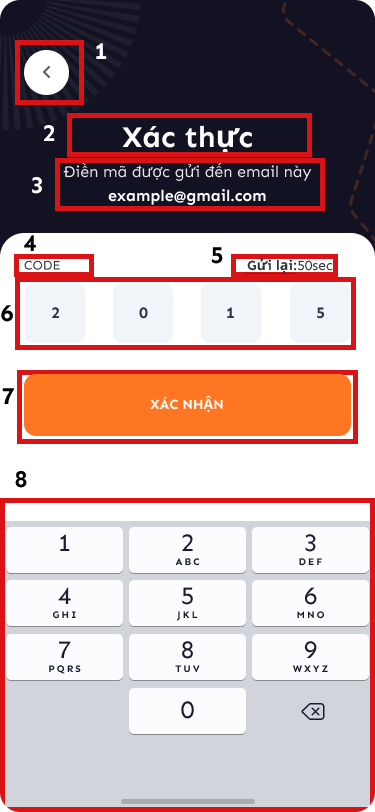 1
2
Xác thực
3
Điền mã được gửi đến email này
example@gmail.com
4
5
CODE
Gửi lại:50sec
6
2 0 1 5
7
XÁC NHẬN
8
1 2 3
ABC DEF
4 5 6
GHI JKL MNO
7 8 9
PQRS TUV WXYZ
0